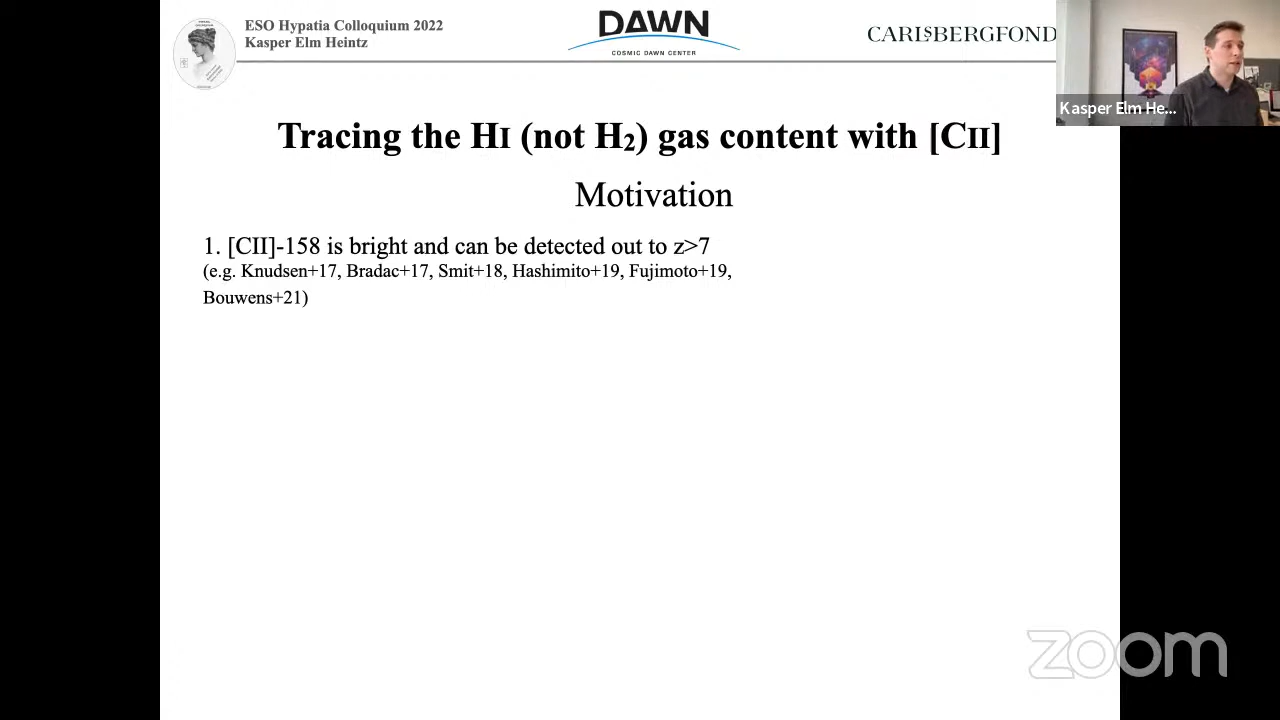 ESO Hypatia Colloquium 2022
Kasper Elm Heintz
DAWN
COSMIC DAWN CENTER
CARLSBERGFOND
Kasper Elm He...
Tracing the HI (not H₂) gas content with [CII]
Motivation
1. [CII]-158 is bright and can be detected out to z>7
(e.g. Knudsen+17, Bradac+17, Smit+18, Hashimito+19, Fujimoto+19,
Bouwens+21)
zoom